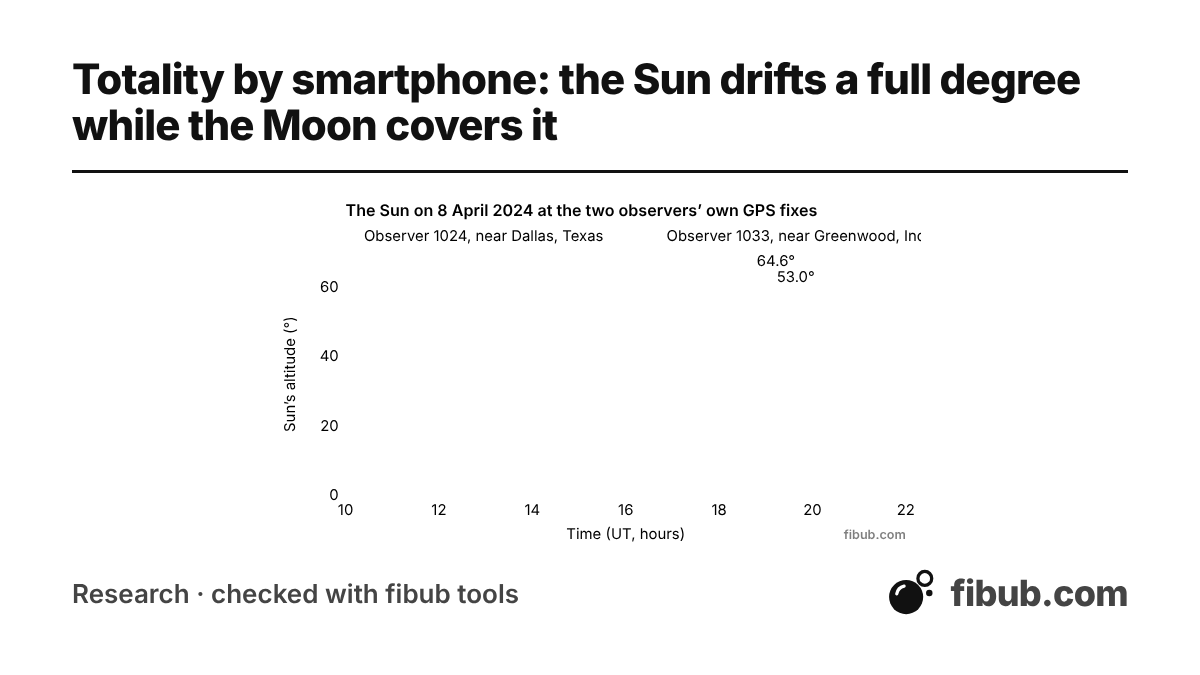 Totality by smartphone: the Sun drifts a full degree
while the Moon covers it
The Sun on 8 April 2024 at the two observers’ own GPS fixes
Observer 1024, near Dallas, Texas
Observer 1033, near Greenwood, Inc
64.6°
53.0°
60
40
20
0
Sun’s altitude (°)
10 12 14 16 18 20 22
Time (UT, hours)
fibub.com
Research · checked with fibub tools
fibub.com